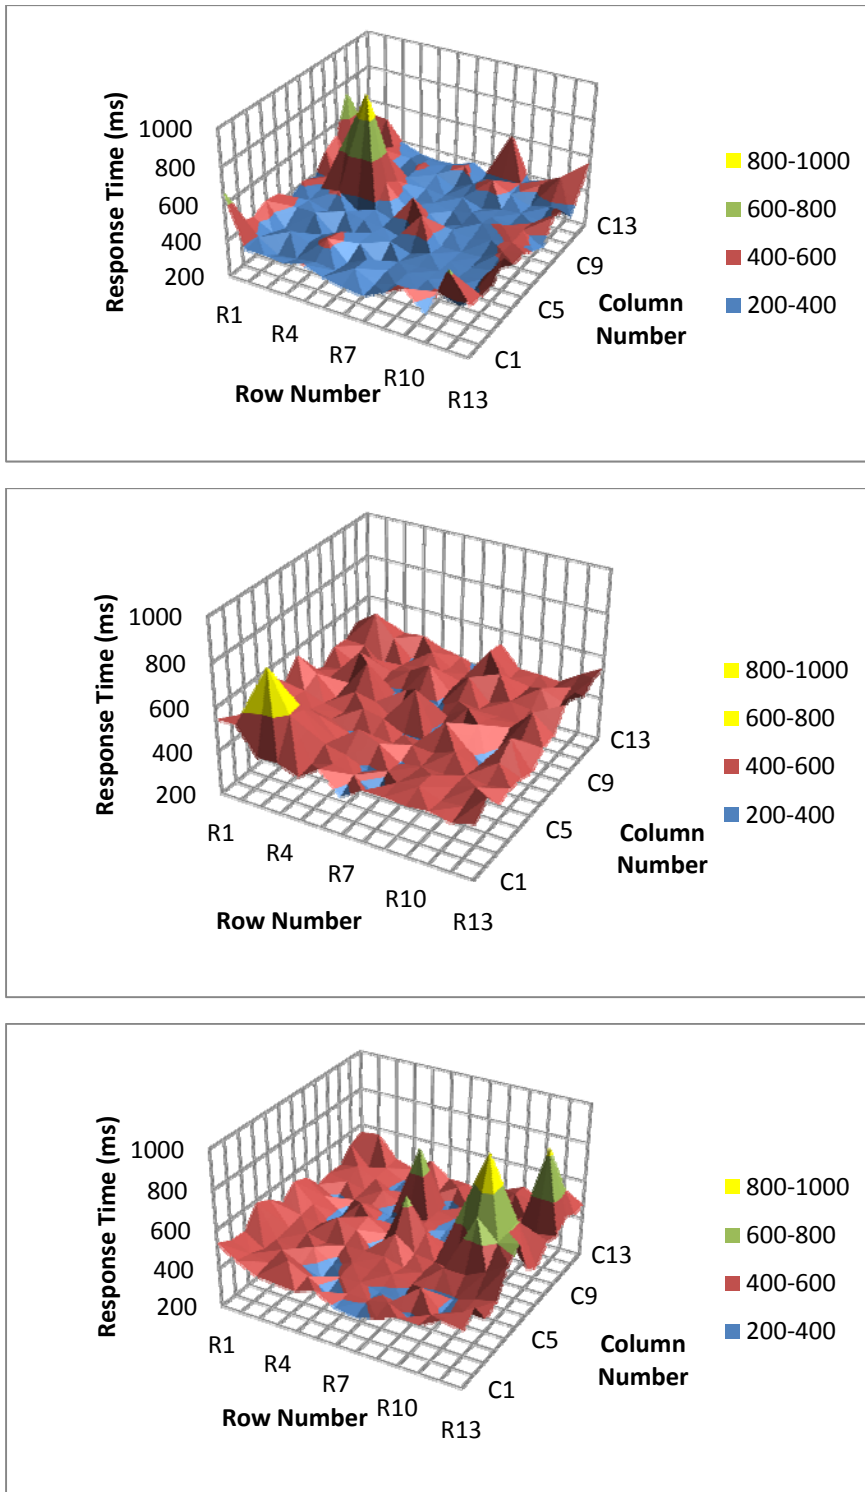 Response Time (ms)
1000
800
600
400
200
R1
R4
R7
R10
R13
Row Number
C1
C5
C9
C13
Column
Number
800-1000
600-800
400-600
200-400
Response Time (ms)
1000
800
600
400
200
R1
R4
R7
R10
R13
Row Number
C1
C5
C9
C13
Column
Number
800-1000
600-800
400-600
200-400
Response Time (ms)
1000
800
600
400
200
R1
R4
R7
R10
R13
Row Number
C1
C5
C9
C13
Column
Number
800-1000
600-800
400-600
200-400